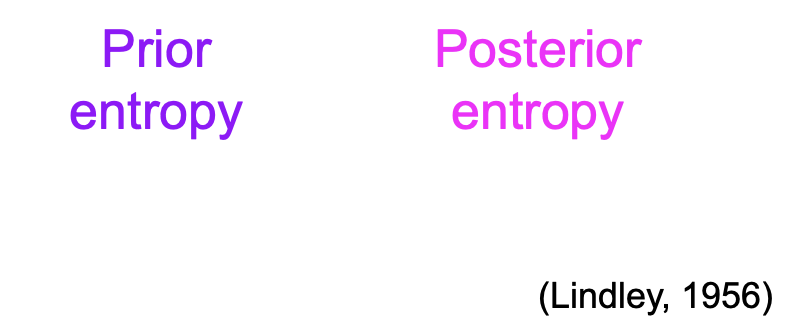 Prior
entropy
Posterior
entropy
(Lindley, 1956)